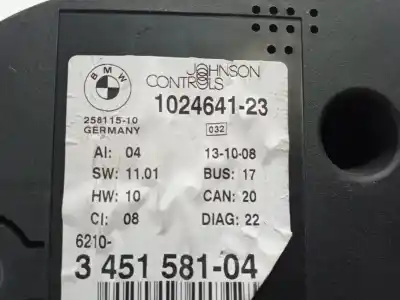 BMW
JOHNSON
CONTROLS
258115-10
GERMANY
1024641-23
032
AI: 04 13-10-08
SW: 11.01 BUS: 17
HW: 10 CAN: 20
CI: 08 DIAG: 22
6210-
3 451 581-04